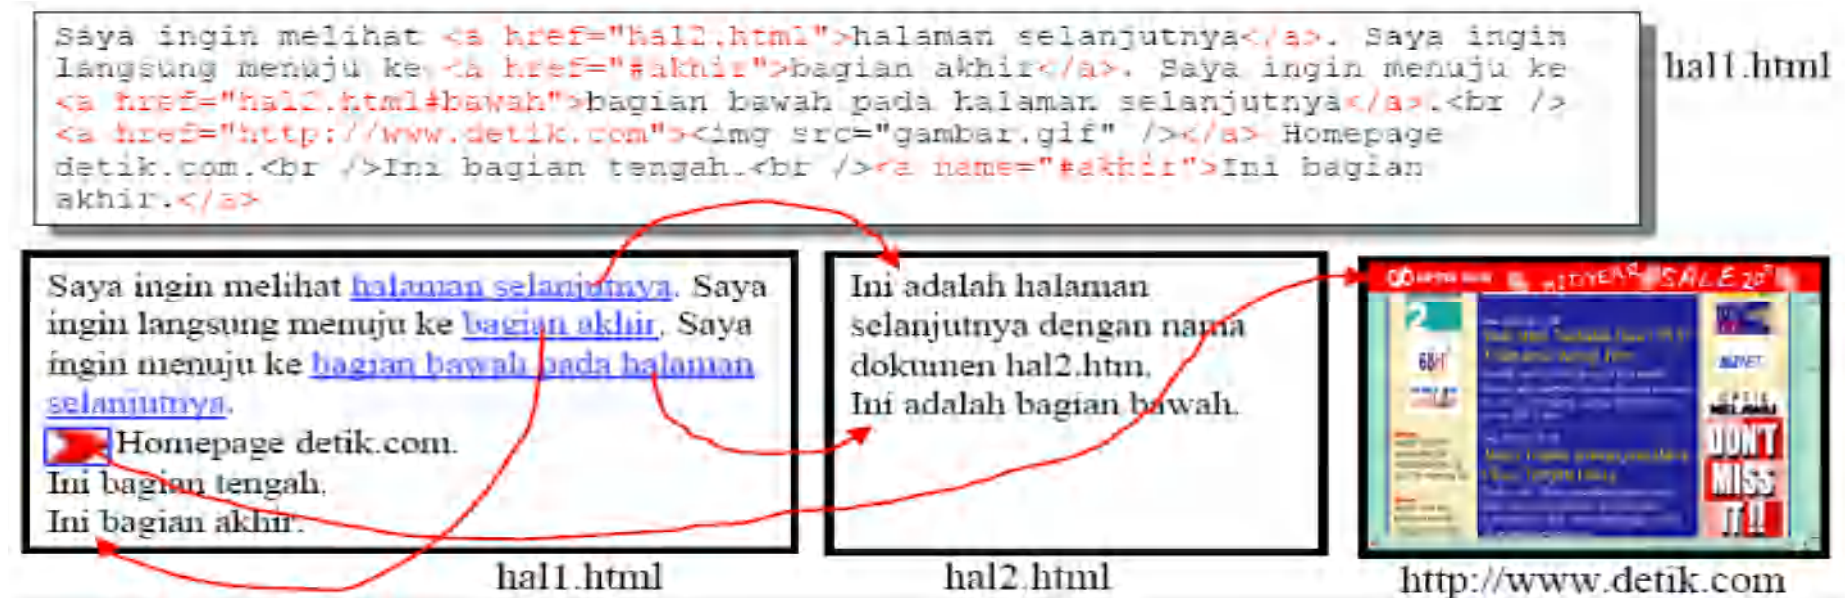 Saya ingin melihat <a href="hal2.html">halaman selanjutnya</a>. Saya ingin
langsung menuju ke <a href="#akhir">bagian akhir</a>. Saya ingin menuju ke
<a href="hal2.html#bawah">bagian bawah pada halaman selanjutnya</a>.<br />
<a href="http://www.detik.com"><img src="gambar.gif" /></a> Homepage
detik.com.<br />Ini bagian tengah.<br /><a name="#akhir">Ini bagian
akhir.</a>
hal1.html
Saya ingin melihat halaman selanjutnya. Saya
ingin langsung menuju ke bagian akhir. Saya
ingin menuju ke bagian bawah pada halaman
selanjutnya.
Homepage detik.com.
Ini bagian tengah.
Ini bagian akhir.
hal1.html
Ini adalah halaman
selanjutnya dengan nama
dokumen hal2.htm.
Ini adalah bagian bawah.
hal2.html
MIDYEAR SALE 20
2
DON'T
MISS
IT!!
http://www.detik.com